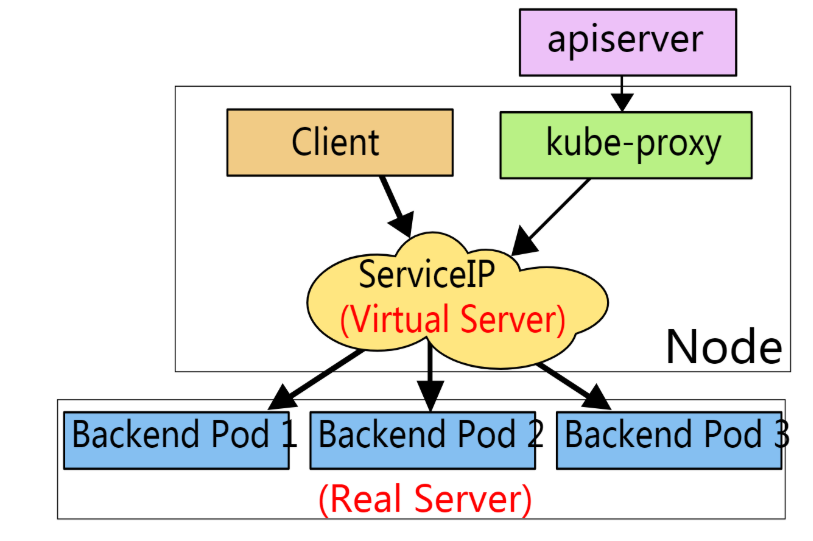 apiserver
Client
kube-proxy
ServiceIP
(Virtual Server)
Node
Backend Pod 1
Backend Pod 2
Backend Pod 3
(Real Server)